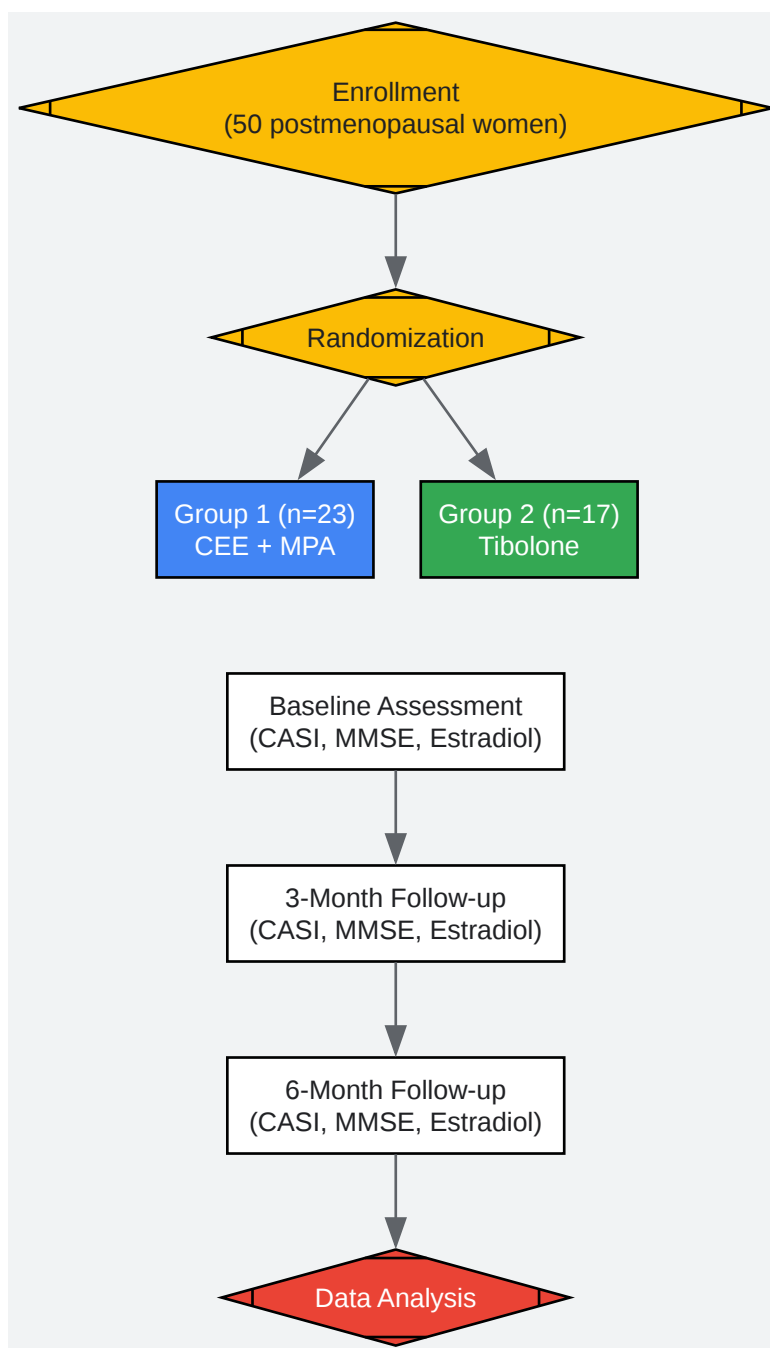 Enrollment
(50 postmenopausal women)
Randomization
Group 1 (n=23)
CEE + MPA
Group 2 (n=17)
Tibolone
Baseline Assessment
(CASI, MMSE, Estradiol)
3-Month Follow-up
(CASI, MMSE, Estradiol)
6-Month Follow-up
(CASI, MMSE, Estradiol)
Data Analysis